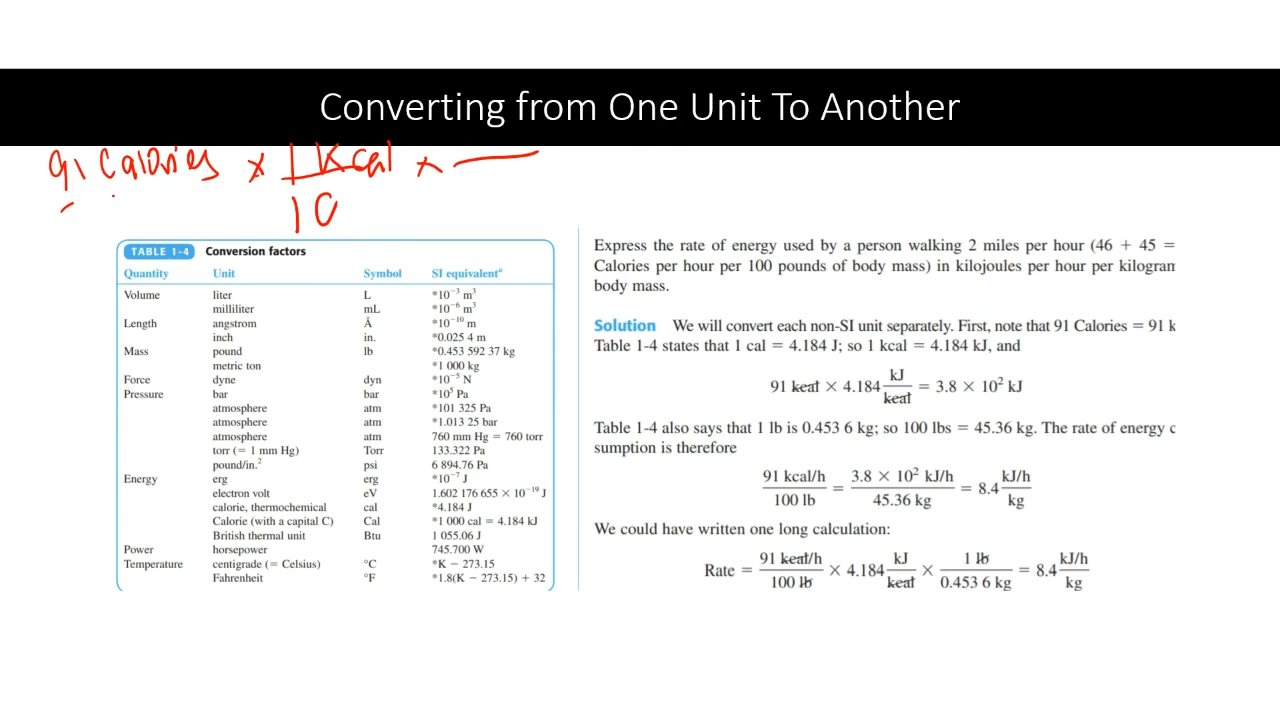 Converting from One Unit To Another
91 Calories × 1 Kcal ×
1 C
TABLE 1-4 Conversion factors
Quantity Unit Symbol SI equivalentᵃ
Volume liter L *10⁻³ m³
milliliter mL *10⁻⁶ m³
Length angstrom Å *10⁻¹⁰ m
inch in. *0.025 4 m
Mass pound lb *0.453 592 37 kg
metric ton *1 000 kg
Force dyne dyn *10⁻⁵ N
Pressure bar bar *10⁵ Pa
atmosphere atm *101 325 Pa
atmosphere atm *1.013 25 bar
atmosphere atm 760 mm Hg = 760 torr
torr (= 1 mm Hg) Torr 133.322 Pa
pound/in.² psi 6 894.76 Pa
Energy erg erg *10⁻⁷ J
electron volt eV 1.602 176 655 × 10⁻¹⁹ J
calorie, thermochemical cal *4.184 J
Calorie (with a capital C) Cal *1 000 cal = 4.184 kJ
British thermal unit Btu 1 055.06 J
Power horsepower 745.700 W
Temperature centigrade (= Celsius) °C *K − 273.15
Fahrenheit °F *1.8(K − 273.15) + 32
Express the rate of energy used by a person walking 2 miles per hour (46 + 45 =
Calories per hour per 100 pounds of body mass) in kilojoules per hour per kilogram
body mass.
Solution We will convert each non-SI unit separately. First, note that 91 Calories = 91 k
Table 1-4 states that 1 cal = 4.184 J; so 1 kcal = 4.184 kJ, and
91 kcal × 4.184 kJ/kcal = 3.8 × 10² kJ
Table 1-4 also says that 1 lb is 0.453 6 kg; so 100 lbs = 45.36 kg. The rate of energy c
sumption is therefore
91 kcal/h / 100 lb = 3.8 × 10² kJ/h / 45.36 kg = 8.4 kJ/h / kg
We could have written one long calculation:
Rate = 91 kcal/h / 100 lb × 4.184 kJ/kcal × 1 lb / 0.453 6 kg = 8.4 kJ/h / kg